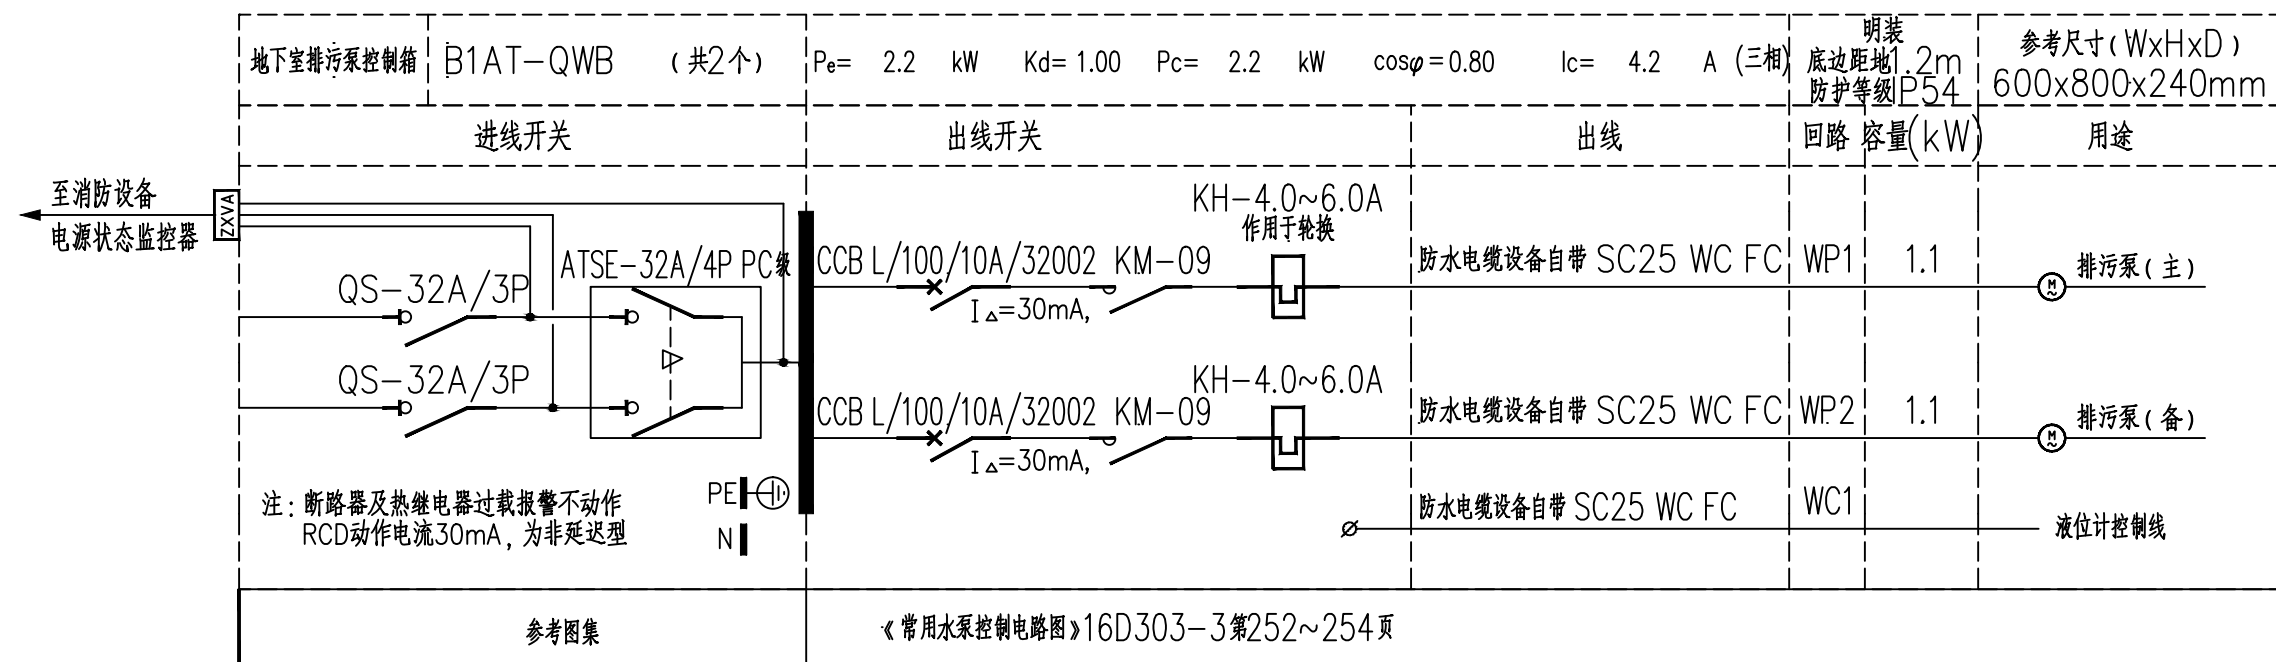 地下室排污泵控制箱 B1AT-QWB (共2个) Pe= 2.2 kW Kd= 1.00 Pc= 2.2 kW cosφ=0.80 Ic= 4.2 A (三相)
明装
底边距地1.2m
防护等级IP54
参考尺寸(WxHxD)
600x800x240mm
进线开关 出线开关 出线 回路 容量(kW) 用途
至消防设备
电源状态监控器
ZXVA
QS-32A/3P
QS-32A/3P
ATSE-32A/4P PC级
KH-4.0~6.0A
作用于轮换
CCB L/100/10A/32002 KM-09
I△=30mA,
防水电缆设备自带 SC25 WC FC WP1 1.1 M~ 排污泵(主)
KH-4.0~6.0A
CCB L/100/10A/32002 KM-09
I△=30mA,
防水电缆设备自带 SC25 WC FC WP2 1.1 M~ 排污泵(备)
防水电缆设备自带 SC25 WC FC WC1 液位计控制线
PE
N
注: 断路器及热继电器过载报警不动作
RCD动作电流30mA, 为非延迟型
参考图集 《常用水泵控制电路图》16D303-3第252~254页